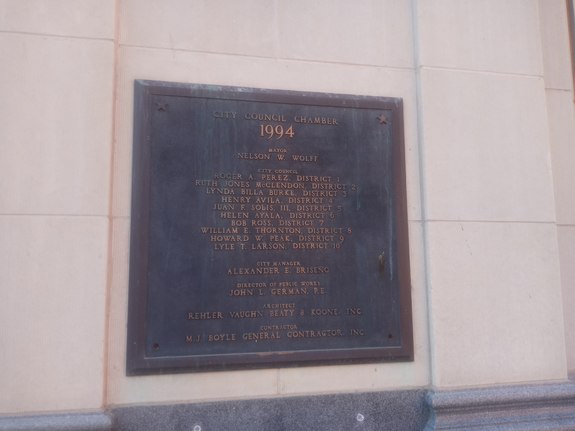 CITY COUNCIL CHAMBER
1994
MAYOR
NELSON W. WOLFF
CITY COUNCIL
ROGER A. PEREZ, DISTRICT 1
RUTH JONES McCLENDON, DISTRICT 2
LYNDA BILLA BURKE, DISTRICT 3
HENRY AVILA, DISTRICT 4
JUAN F. SOLIS, III, DISTRICT 5
HELEN AYALA, DISTRICT 6
BOB ROSS, DISTRICT 7
WILLIAM E. THORNTON, DISTRICT 8
HOWARD W. PEAK, DISTRICT 9
LYLE T. LARSON, DISTRICT 10
CITY MANAGER
ALEXANDER E. BRISENO
DIRECTOR OF PUBLIC WORKS
JOHN L. GERMAN, P.E.
ARCHITECT
REHLER VAUGHN BEATY & KOONE, INC.
CONTRACTOR
M.J. BOYLE GENERAL CONTRACTOR, INC.